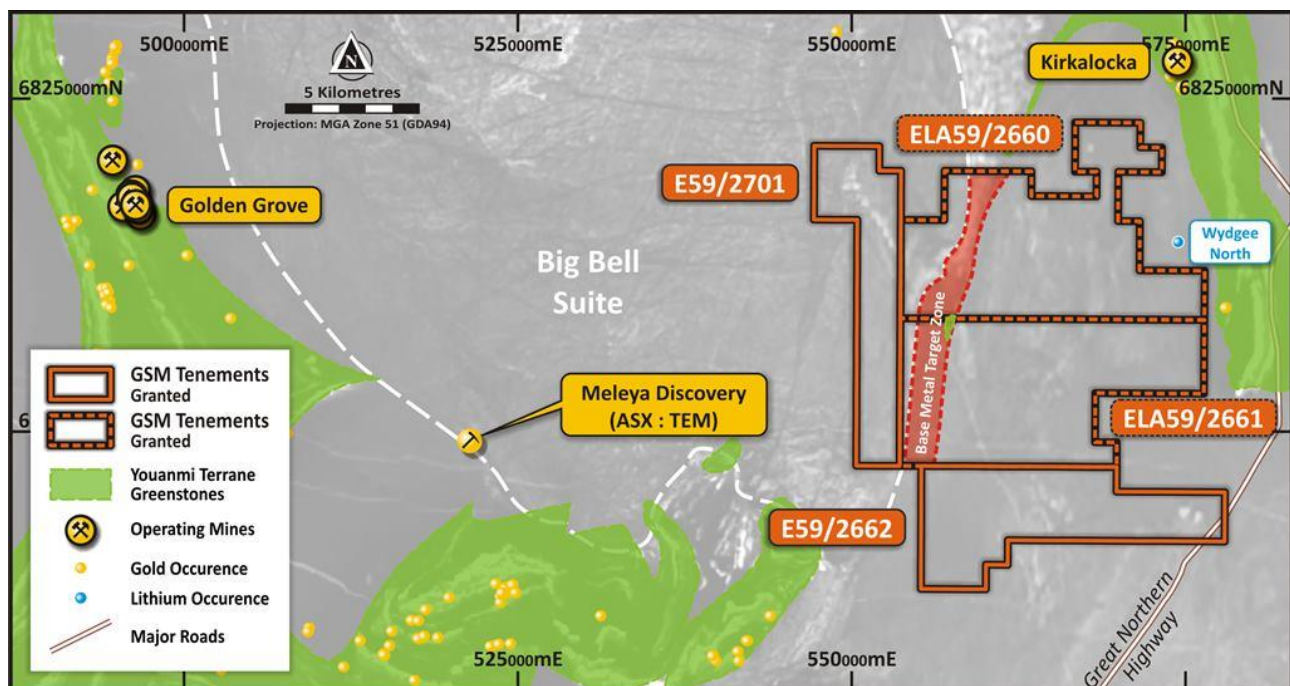 500000mE
525000mE
550000mE
575000mE
6825000mN
6825000mN
N
5 Kilometres
Projection: MGA Zone 51 (GDA94)
Kirkalocka
ELA59/2660
E59/2701
Golden Grove
Wydgee
North
Big Bell
Suite
Base Metal Target Zone
Meleya Discovery
(ASX : TEM)
ELA59/2661
E59/2662
GSM Tenements
Granted
GSM Tenements
Granted
Youanmi Terrane
Greenstones
Operating Mines
Gold Occurence
Lithium Occurence
Major Roads
6
525000mE
550000mE
Great Northern
Highway